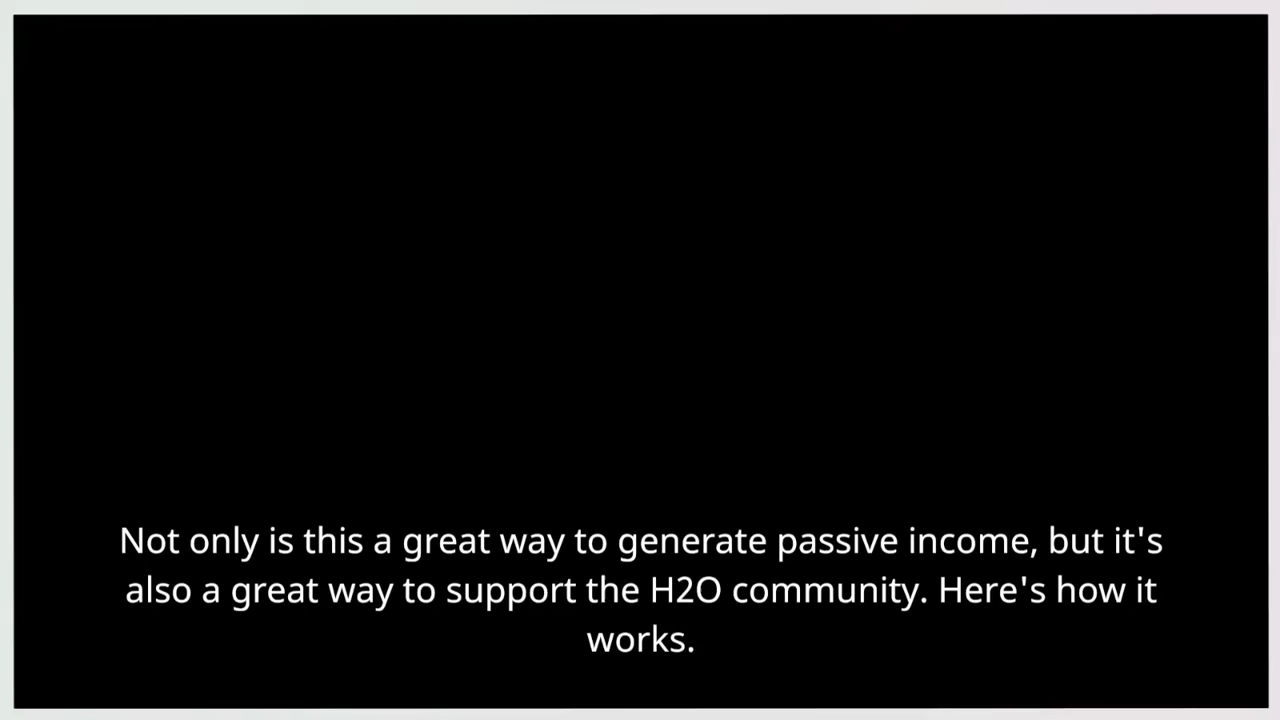 Not only is this a great way to generate passive income, but it's
also a great way to support the H2O community. Here's how it
works.